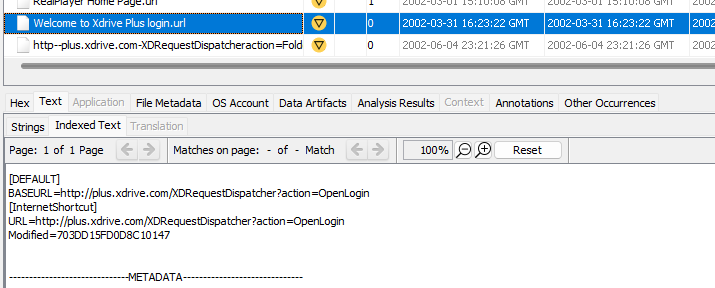 RealPlayer Home Page.url 1 2002-03-31 15:10:08 GMT 2002-03-31 15:10:08 GMT 2002-03
Welcome to Xdrive Plus login.url 0 2002-03-31 16:23:22 GMT 2002-03-31 16:23:22 GMT 2002-03
http--plus.xdrive.com-XDRequestDispatcheraction=Fold 0 2002-06-04 23:21:26 GMT 2002-06-04 23:21:26 GMT 2002-06
Hex Text Application File Metadata OS Account Data Artifacts Analysis Results Context Annotations Other Occurrences
Strings Indexed Text Translation
Page: 1 of 1 Page Matches on page: - of - Match 100% Reset
[DEFAULT]
BASEURL=http://plus.xdrive.com/XDRequestDispatcher?action=OpenLogin
[InternetShortcut]
URL=http://plus.xdrive.com/XDRequestDispatcher?action=OpenLogin
Modified=703DD15FD0D8C10147
------------------------------METADATA------------------------------